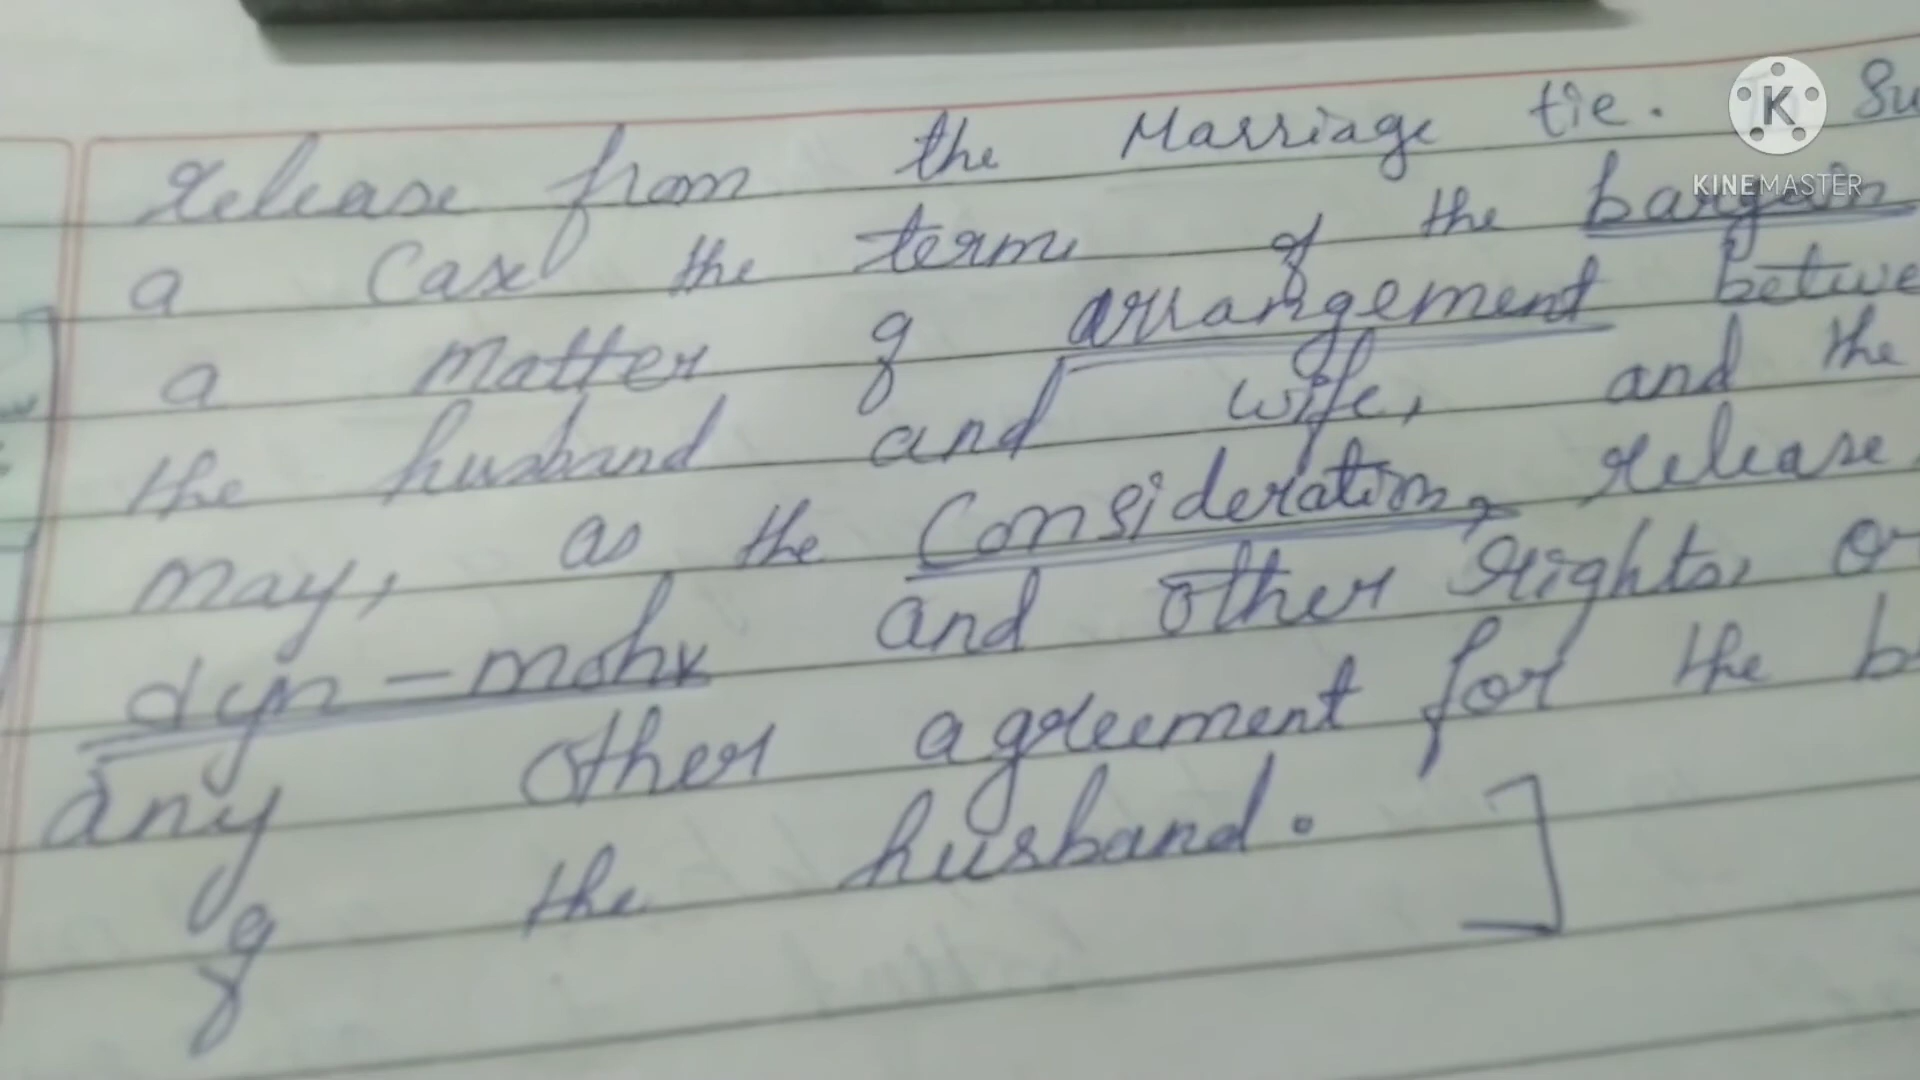 release from the Marriage tie. Su
a case the terms of the bargain
a matter of arrangement betwe
the husband and wife, and the
may, as the Consideration, release
dyn-mohr and other rights, or
any other agreement for the b
of the husband. ]
KINEMASTER